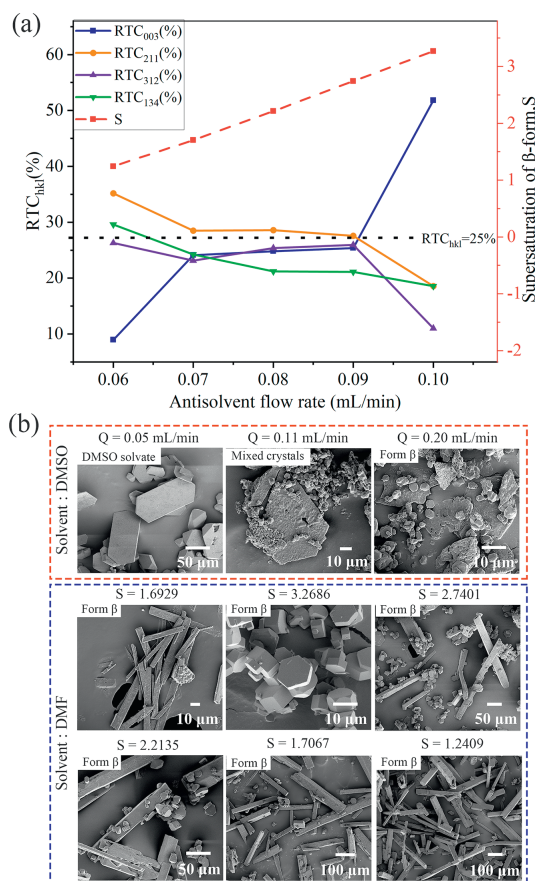 (a)
RTC003(%)
RTC211(%)
RTC312(%)
RTC134(%)
S
60
50
40
30
20
10
RTChkl(%)
3
2
1
0
-1
-2
Supersaturation of β-form,S
RTChkl=25%
0.06 0.07 0.08 0.09 0.10
Antisolvent flow rate (mL/min)
(b)
Solvent : DMSO
Q = 0.05 mL/min Q = 0.11 mL/min Q = 0.20 mL/min
DMSO solvate Mixed crystals Form β
50 μm 10 μm 10 μm
Solvent : DMF
S = 1.6929 S = 3.2686 S = 2.7401
Form β Form β Form β
10 μm 10 μm 50 μm
S = 2.2135 S = 1.7067 S = 1.2409
Form β Form β Form β
50 μm 100 μm 100 μm